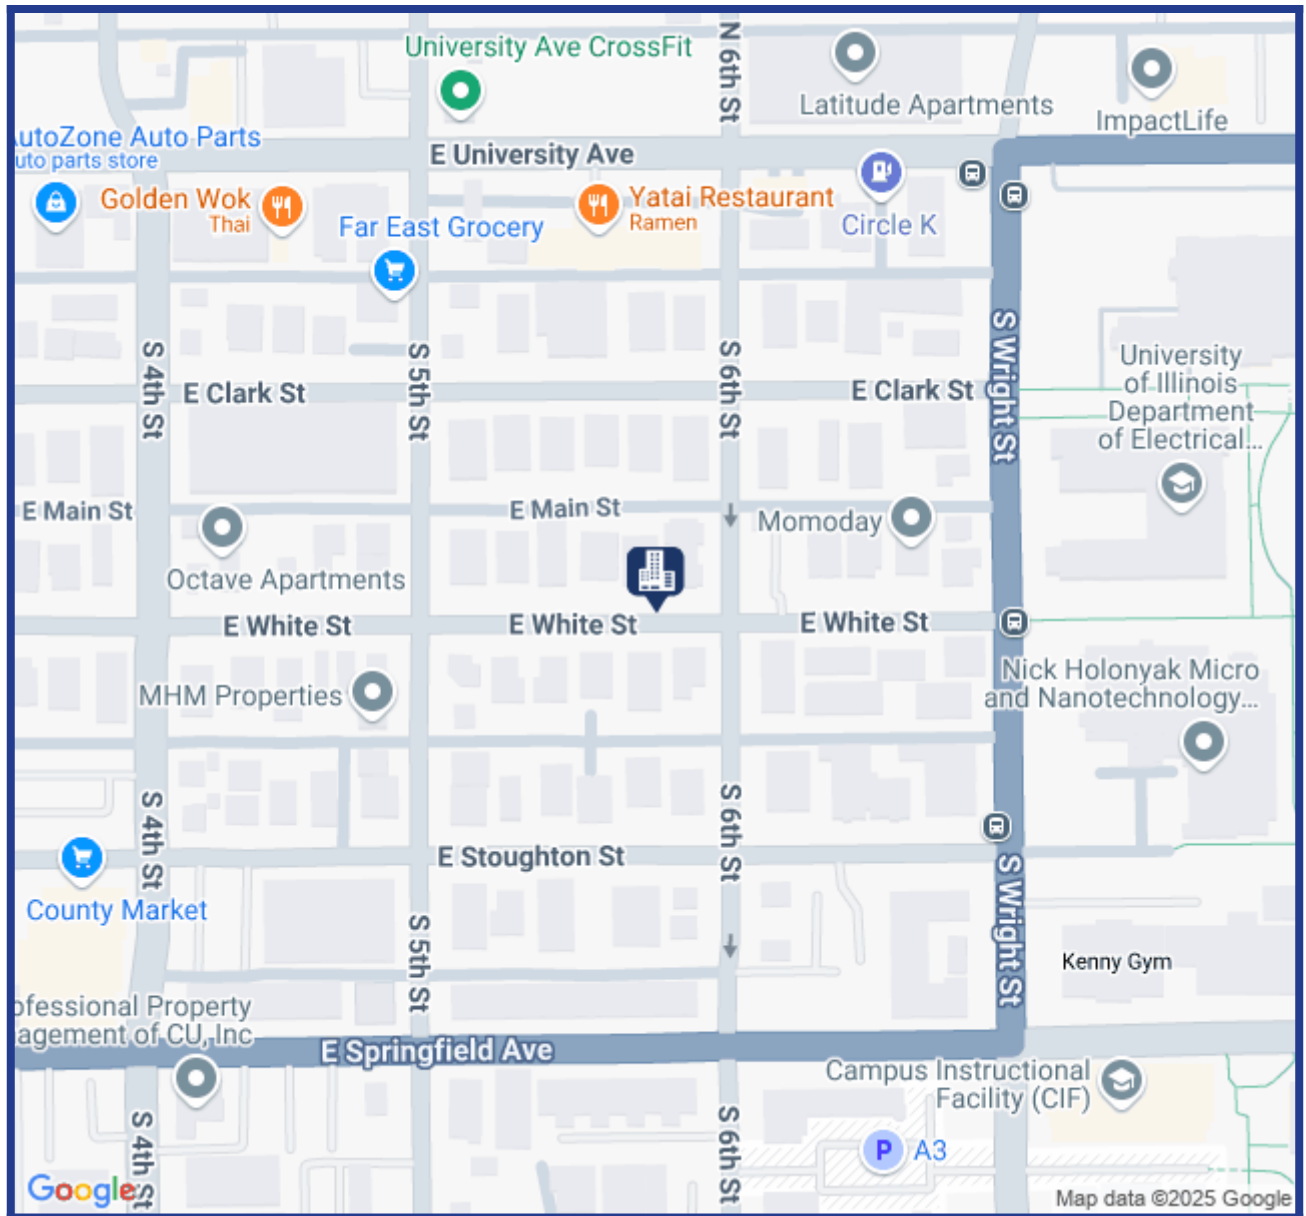 University Ave CrossFit
N 6th St
Latitude Apartments
ImpactLife
AutoZone Auto Parts
uto parts store
E University Ave
Golden Wok
Thai
Far East Grocery
Yatai Restaurant
Ramen
Circle K
S 4th St
S 5th St
S 6th St
S Wright St
E Clark St
E Clark St
University
of Illinois
Department
of Electrical...
E Main St
E Main St
Momoday
Octave Apartments
E White St
E White St
E White St
MHM Properties
Nick Holonyak Micro
and Nanotechnology...
S 4th St
S 6th St
E Stoughton St
County Market
S 5th St
S Wright St
Kenny Gym
ofessional Property
agement of CU, Inc
E Springfield Ave
Campus Instructional
Facility (CIF)
S 4th St
S 6th St
P A3
Google
Map data ©2025 Google